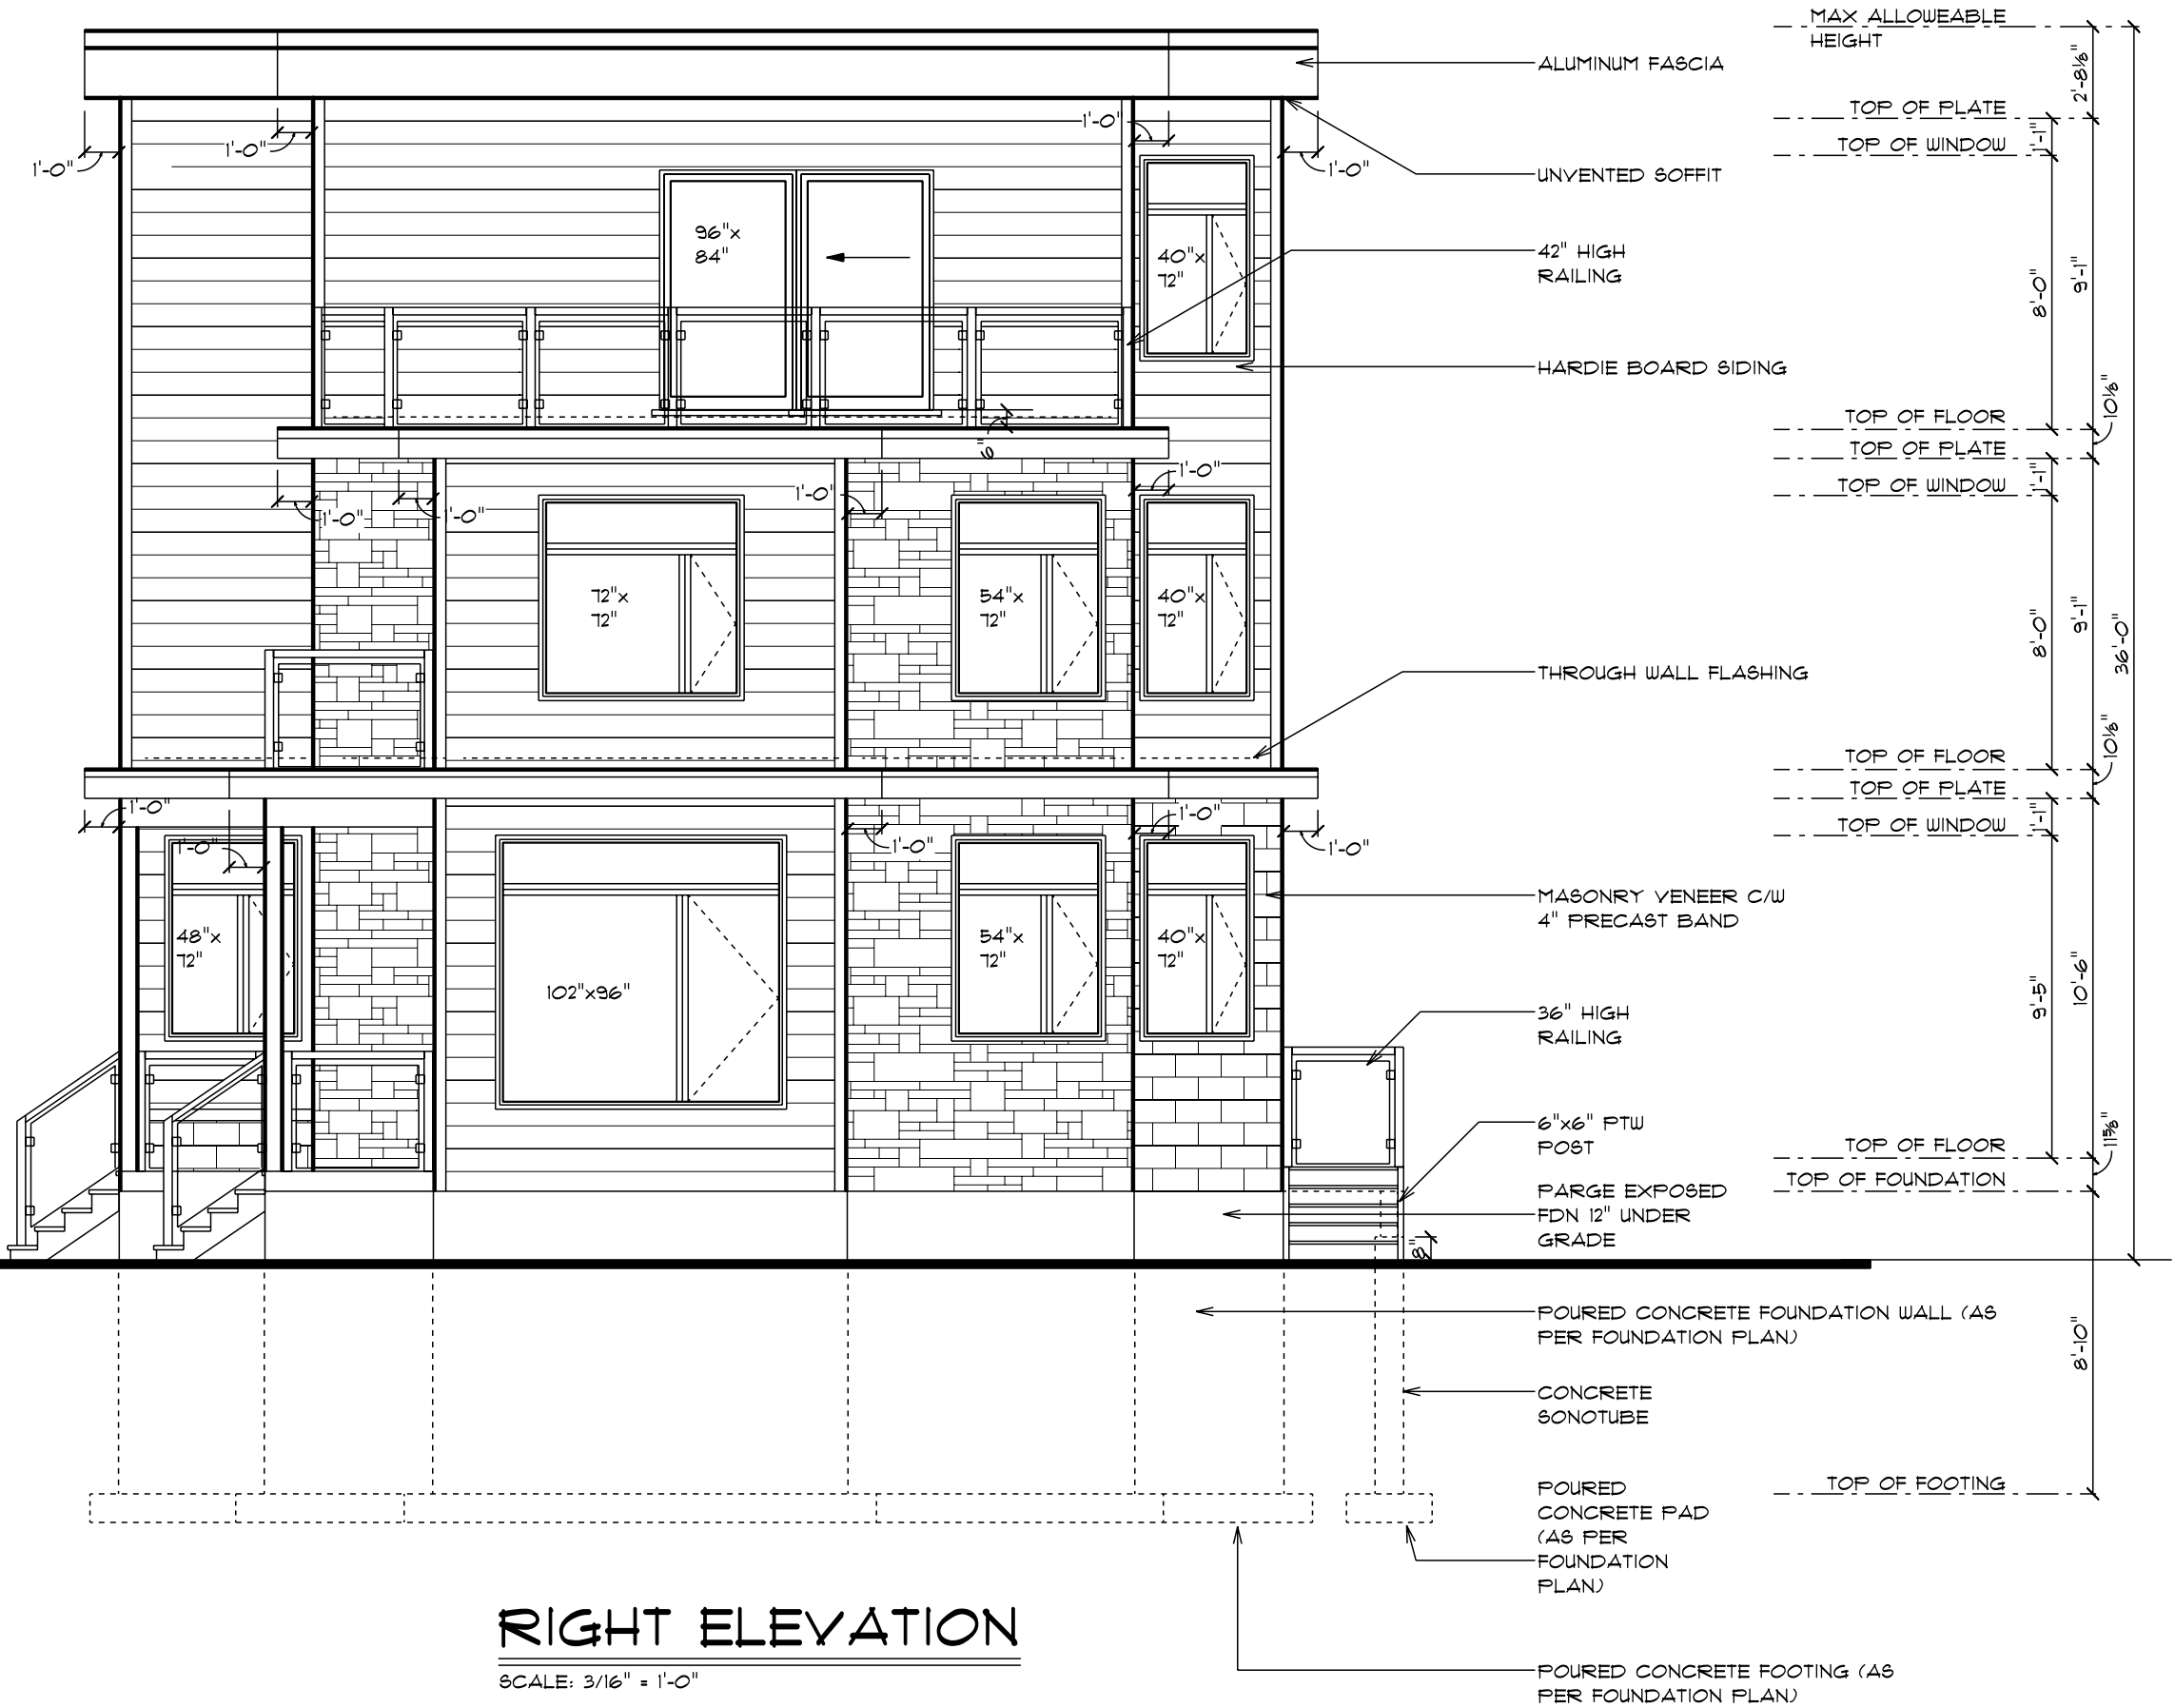 MAX ALLOWEABLE
HEIGHT
ALUMINUM FASCIA
2'-8⅛"
TOP OF PLATE
1'-0"
1'-0"
1'-1"
TOP OF WINDOW
1'-0"
1'-0"
UNVENTED SOFFIT
96"x
84"
40"x
72"
42" HIGH
RAILING
8'-0"
9'-1"
HARDIE BOARD SIDING
10⅛"
TOP OF FLOOR
6"
TOP OF PLATE
1'-0"
1'-1"
TOP OF WINDOW
1'-0"
1'-0"
1'-0"
72"x
72"
54"x
72"
40"x
72"
8'-0"
9'-1"
36'-0"
THROUGH WALL FLASHING
10⅛"
TOP OF FLOOR
TOP OF PLATE
1'-0"
1'-0"
1'-1"
TOP OF WINDOW
1'-0"
1'-0"
1'-0"
MASONRY VENEER C/W
4" PRECAST BAND
48"x
72"
54"x
72"
40"x
72"
102"x96"
9'-5"
10'-6"
36" HIGH
RAILING
6"x6" PTW
POST
11⅝"
TOP OF FLOOR
TOP OF FOUNDATION
PARGE EXPOSED
FDN 12" UNDER
GRADE
8"
POURED CONCRETE FOUNDATION WALL (AS
PER FOUNDATION PLAN)
8'-10"
CONCRETE
SONOTUBE
TOP OF FOOTING
POURED
CONCRETE PAD
(AS PER
FOUNDATION
PLAN)
RIGHT ELEVATION
SCALE: 3/16" = 1'-0"
POURED CONCRETE FOOTING (AS
PER FOUNDATION PLAN)